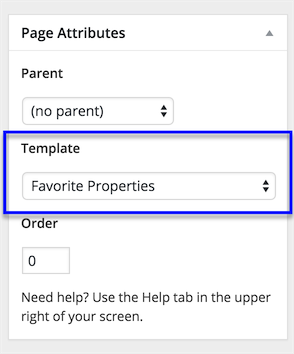 Page Attributes
Parent
(no parent)
Template
Favorite Properties
Order
0
Need help? Use the Help tab in the upper
right of your screen.